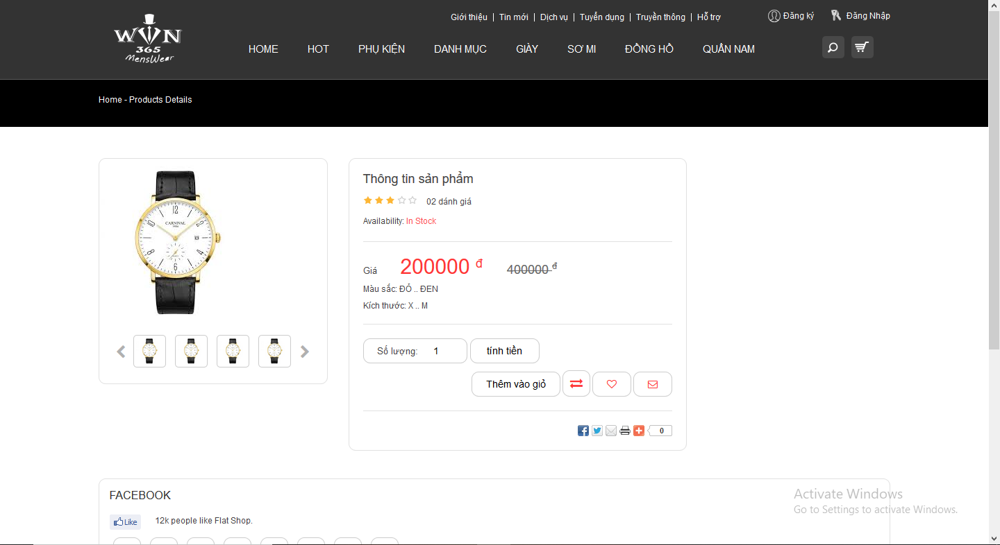 Giới thiệu | Tin mới | Dịch vụ | Tuyển dụng | Truyền thông | Hỗ trợ
Đăng ký Đăng Nhập
WIN
365
MensWear
HOME HOT PHỤ KIỆN DANH MỤC GIÀY SƠ MI ĐỒNG HỒ QUẦN NAM
Home - Products Details
CARNIVAL
Thông tin sản phẩm
02 dánh giá
Availability: In Stock
Giá 200000 đ 400000 đ
Màu sắc: ĐỎ .. ĐEN
Kích thước: X .. M
Số lượng: 1 tính tiền
Thêm vào giỏ
0
FACEBOOK
Like 12k people like Flat Shop.
Activate Windows
Go to Settings to activate Windows.